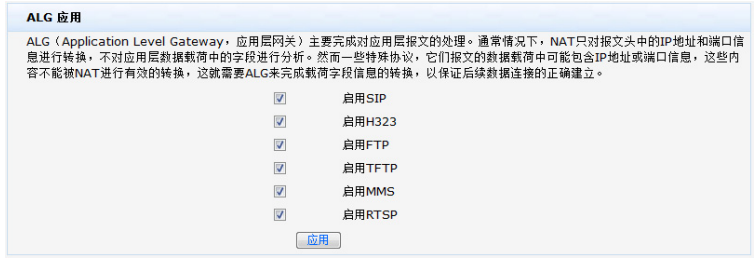 ALG 应用
ALG（Application Level Gateway，应用层网关）主要完成对应用层报文的处理。通常情况下，NAT只对报文头中的IP地址和端口信
息进行转换，不对应用层数据载荷中的字段进行分析。然而一些特殊协议，它们报文的数据载荷中可能包含IP地址或端口信息，这些内
容不能被NAT进行有效的转换，这就需要ALG来完成载荷字段信息的转换，以保证后续数据连接的正确建立。
启用SIP
启用H323
启用FTP
启用TFTP
启用MMS
启用RTSP
应用